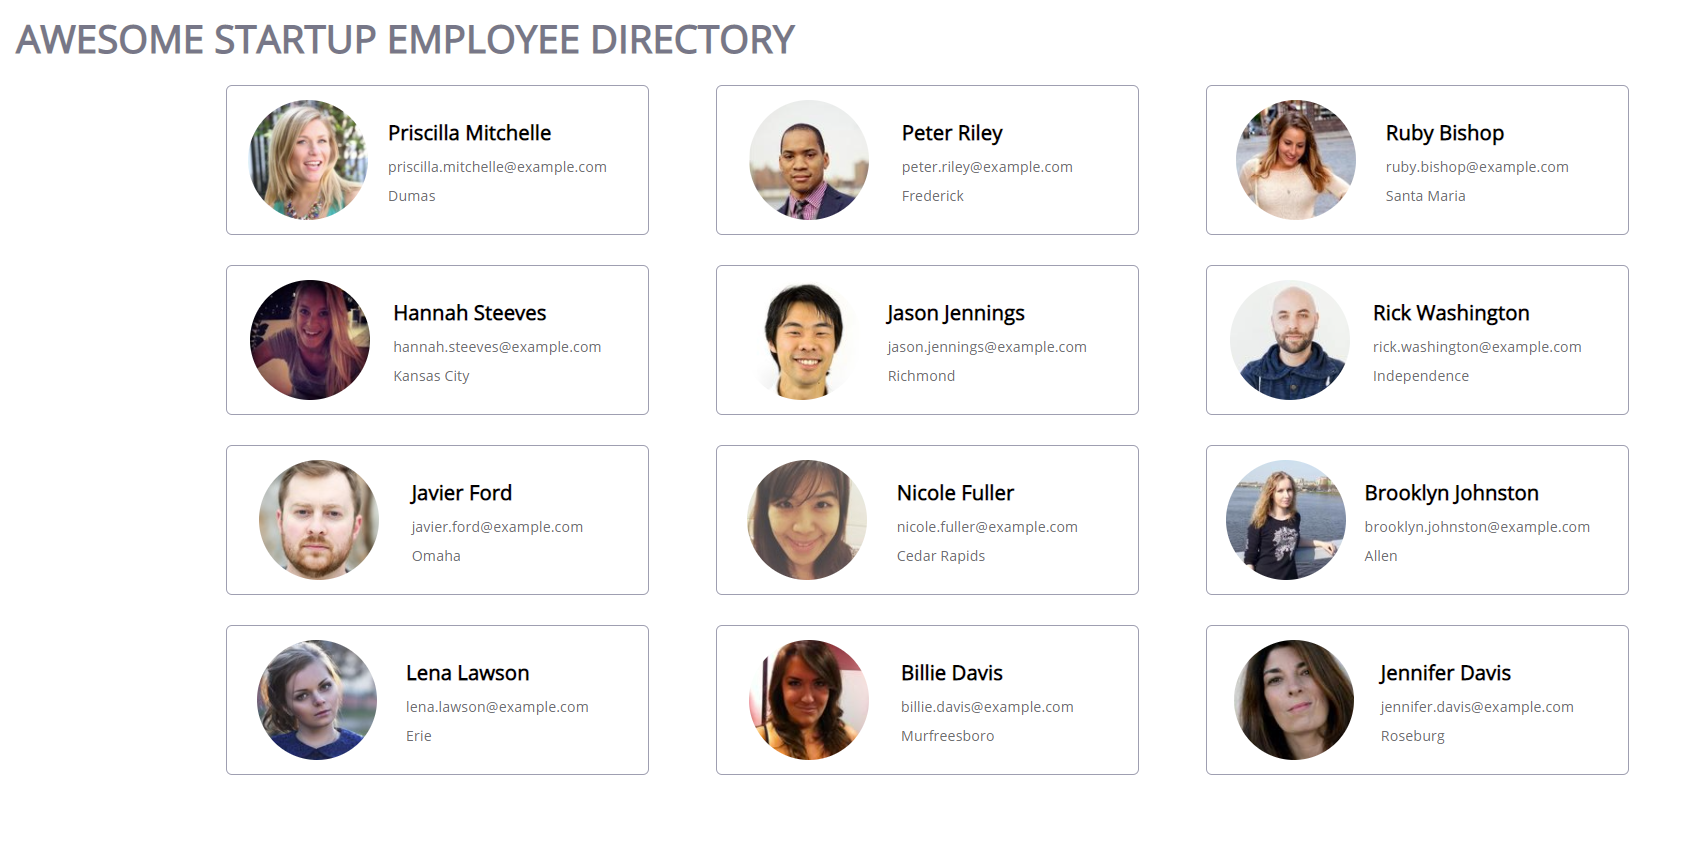 AWESOME STARTUP EMPLOYEE DIRECTORY
Priscilla Mitchelle
priscilla.mitchelle@example.com
Dumas
Peter Riley
peter.riley@example.com
Frederick
Ruby Bishop
ruby.bishop@example.com
Santa Maria
Hannah Steeves
hannah.steeves@example.com
Kansas City
Jason Jennings
jason.jennings@example.com
Richmond
Rick Washington
rick.washington@example.com
Independence
Javier Ford
javier.ford@example.com
Omaha
Nicole Fuller
nicole.fuller@example.com
Cedar Rapids
Brooklyn Johnston
brooklyn.johnston@example.com
Allen
Lena Lawson
lena.lawson@example.com
Erie
Billie Davis
billie.davis@example.com
Murfreesboro
Jennifer Davis
jennifer.davis@example.com
Roseburg